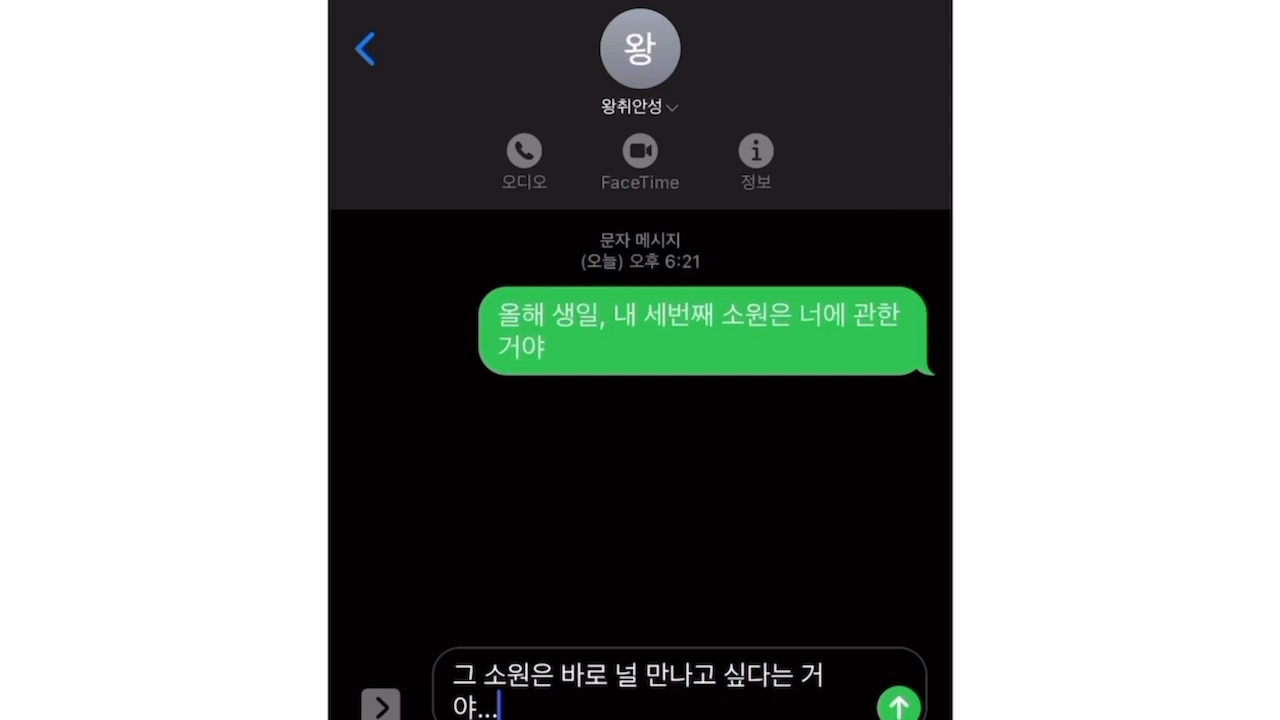 왕
왕취안성
오디오
FaceTime
정보
문자 메시지
(오늘) 오후 6:21
올해 생일, 내 세번째 소원은 너에 관한
거야
그 소원은 바로 널 만나고 싶다는 거
야...